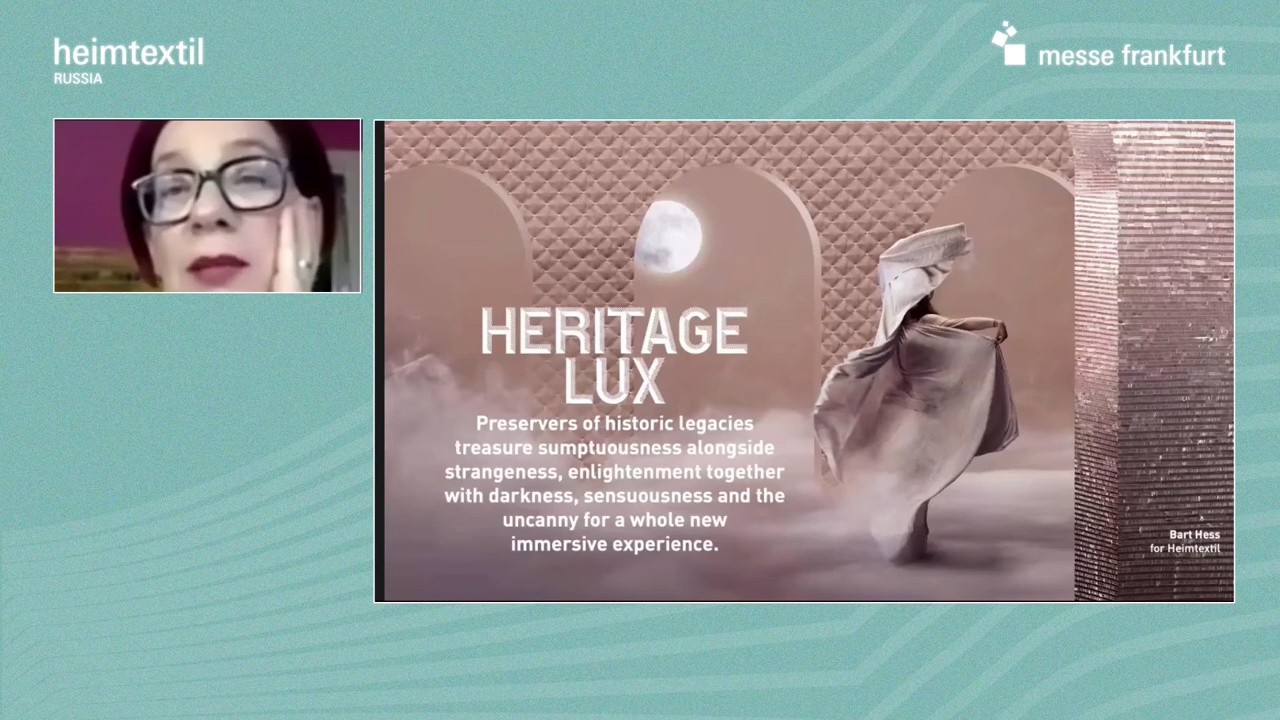 heimtextil
RUSSIA
messe frankfurt
HERITAGE
LUX
Preservers of historic legacies
treasure sumptuousness alongside
strangeness, enlightenment together
with darkness, sensuousness and the
uncanny for a whole new
immersive experience.
Bart Hess
for Heimtextil